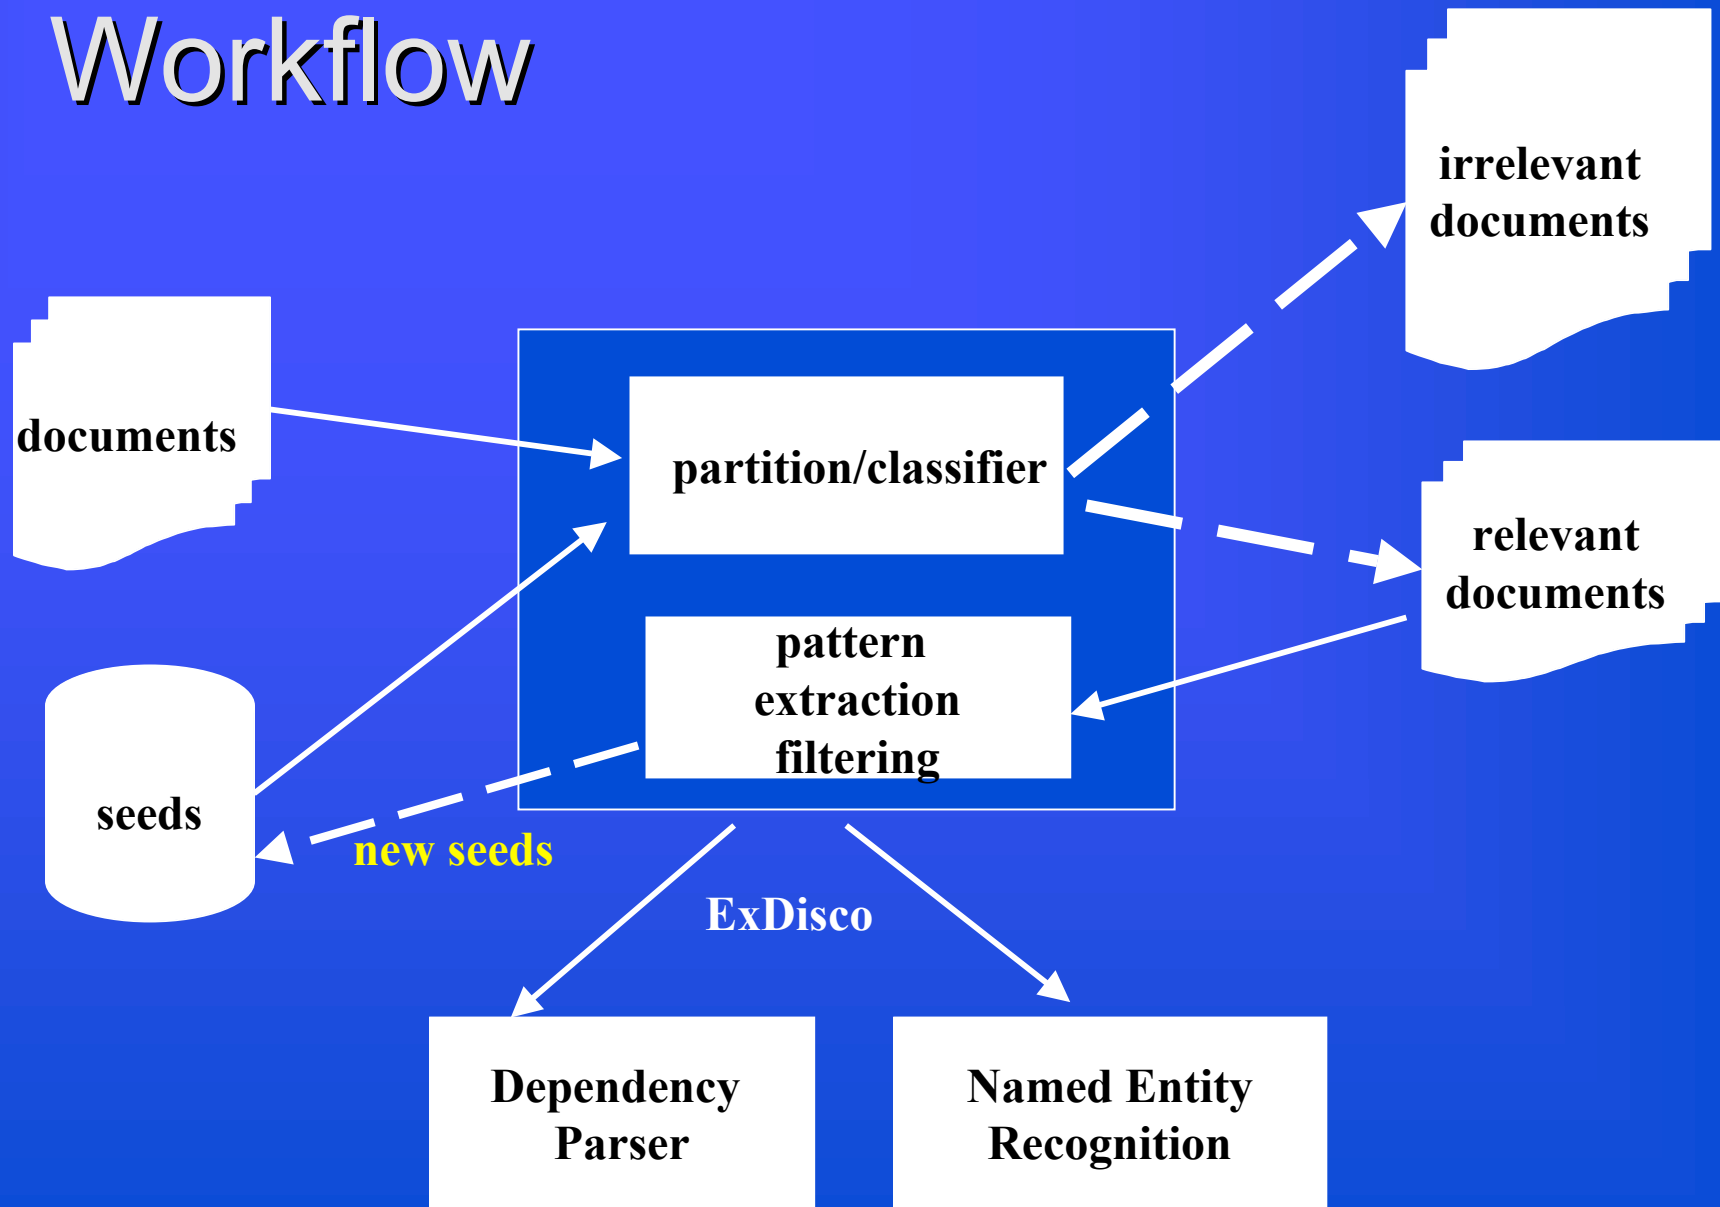 Workflow
irrelevant
documents
documents
partition/classifier
relevant
documents
pattern
extraction
filtering
seeds
new seeds
ExDisco
Dependency
Parser
Named Entity
Recognition